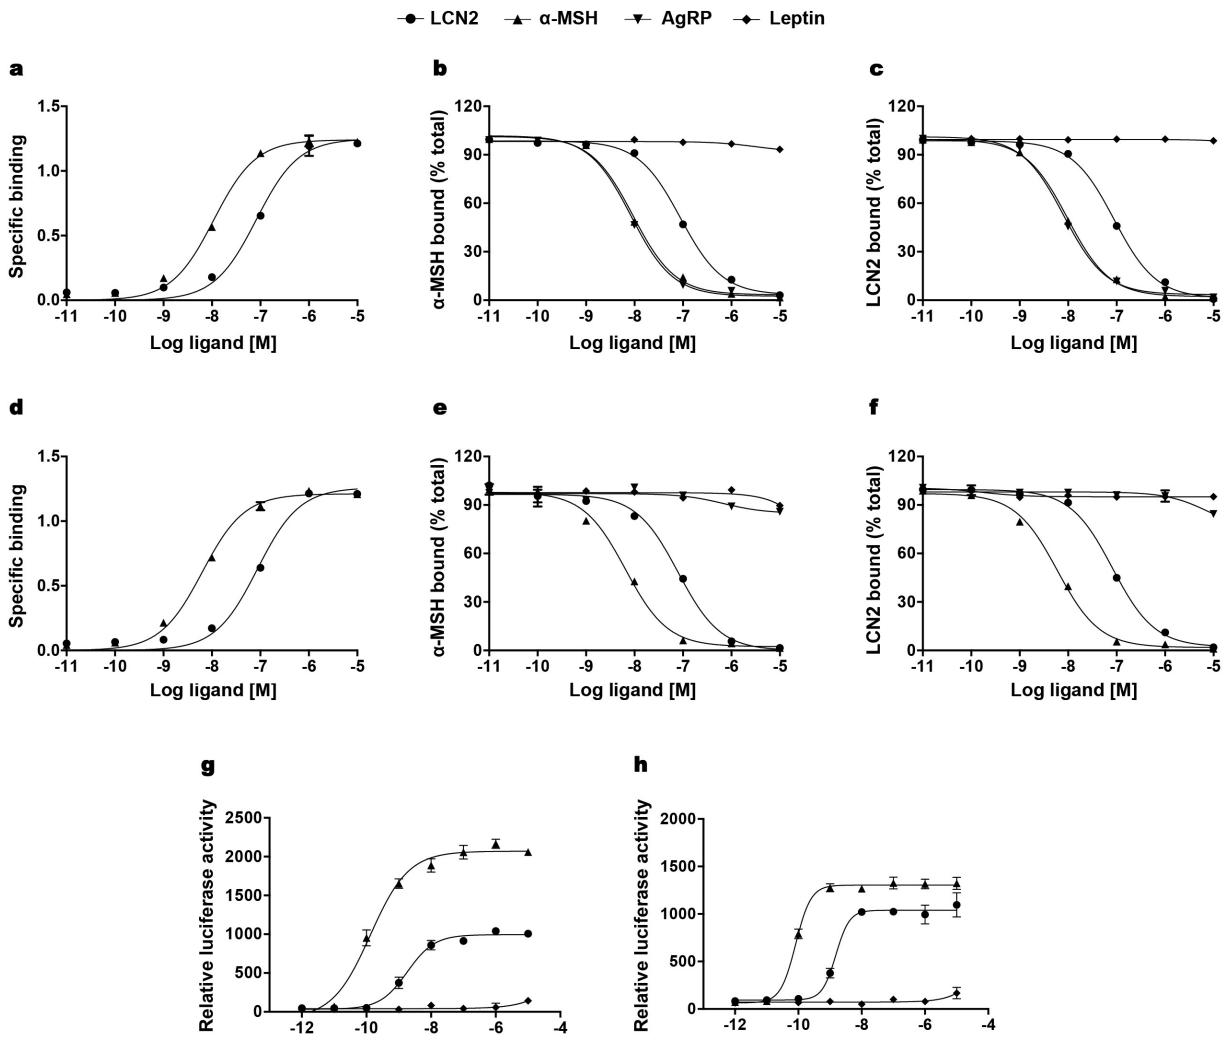 LCN2 α-MSH AgRP Leptin
a
b
c
1.5
1.0
0.5
0.0
Specific binding
-11 -10 -9 -8 -7 -6 -5
Log ligand [M]
120
90
60
30
0
α-MSH bound (% total)
-11 -10 -9 -8 -7 -6 -5
Log ligand [M]
120
90
60
30
0
LCN2 bound (% total)
-11 -10 -9 -8 -7 -6 -5
Log ligand [M]
d
e
f
1.5
1.0
0.5
0.0
Specific binding
-11 -10 -9 -8 -7 -6 -5
Log ligand [M]
120
90
60
30
0
α-MSH bound (% total)
-11 -10 -9 -8 -7 -6 -5
Log ligand [M]
120
90
60
30
0
LCN2 bound (% total)
-11 -10 -9 -8 -7 -6 -5
Log ligand [M]
g
h
2500
2000
1500
1000
500
0
Relative luciferase activity
-12 -10 -8 -6 -4
2000
1500
1000
500
0
Relative luciferase activity
-12 -10 -8 -6 -4